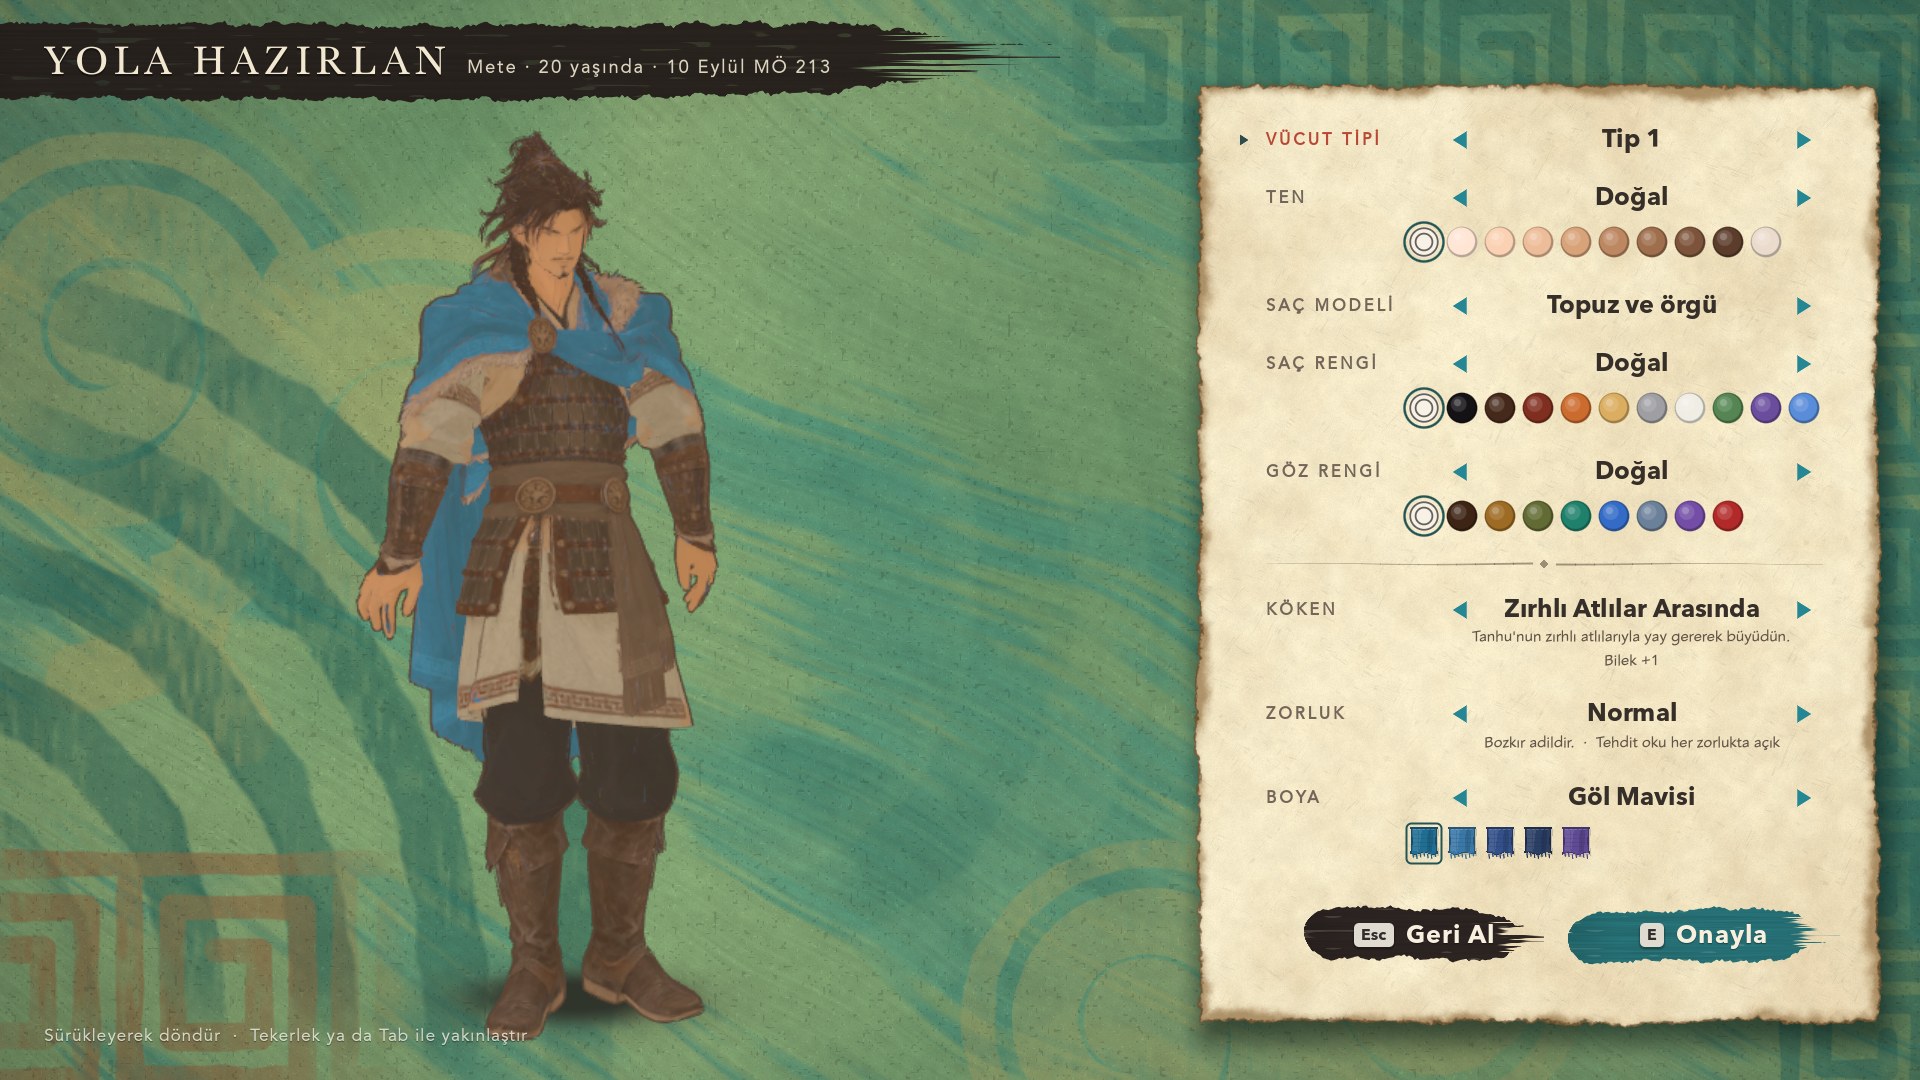 YOLA HAZIRLAN Mete · 20 yaşında · 10 Eylül MÖ 213
VÜCUT TİPİ Tip 1
TEN Doğal
SAÇ MODELİ Topuz ve örgü
SAÇ RENGİ Doğal
GÖZ RENGİ Doğal
KÖKEN Zırhlı Atlılar Arasında
Tanhu'nun zırhlı atlılarıyla yay gererek büyüdün.
Bilek +1
ZORLUK Normal
Bozkır adildir. · Tehdit oku her zorlukta açık
BOYA Göl Mavisi
Esc Geri Al E Onayla
Sürükleyerek döndür · Tekerlek ya da Tab ile yakınlaştır